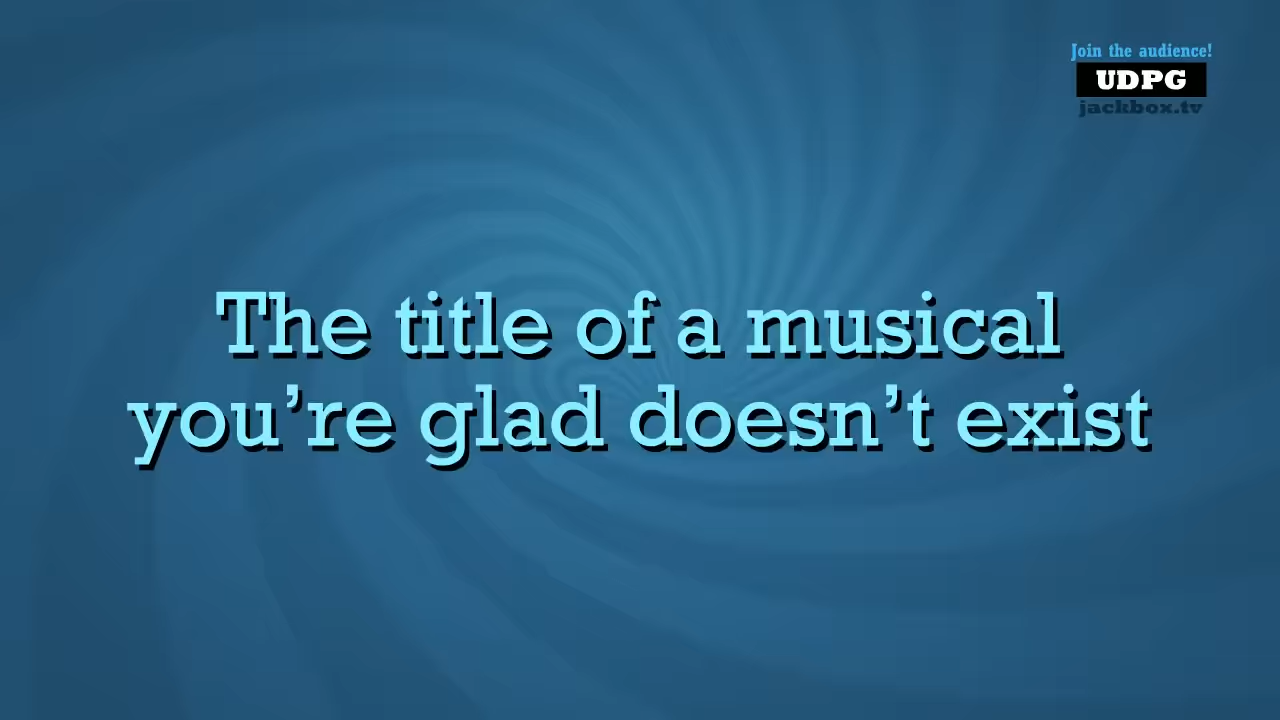 Join the audience!
UDPG
jackbox.tv
The title of a musical
you’re glad doesn’t exist